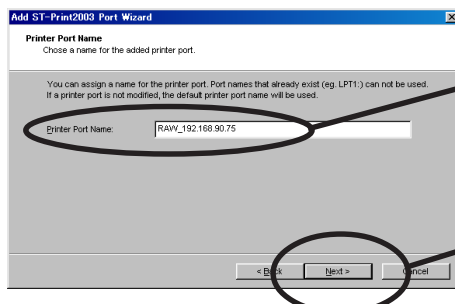 Add ST-Print2003 Port Wizard
Printer Port Name
Chose a name for the added printer port.
You can assign a name for the printer port. Port names that already exist (eg. LPT1:) can not be used.
If a printer port is not modified, the default printer port name will be used.
Printer Port Name:
RAW_192.168.90.75
< Back
Next >
Cancel